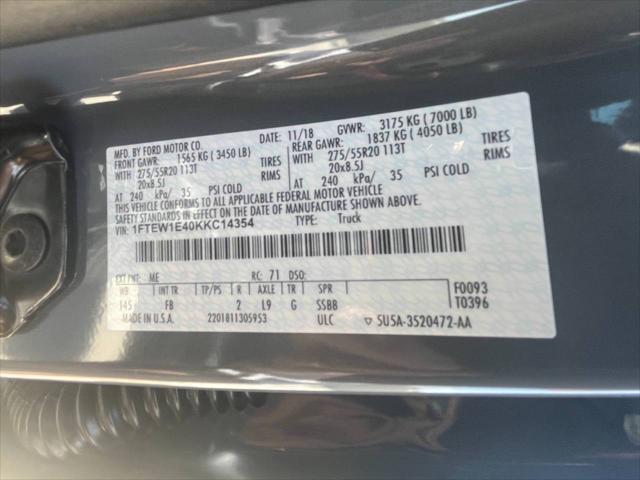 MFD. BY FORD MOTOR CO. DATE: 11/18 GVWR: 3175 KG ( 7000 LB)
FRONT GAWR: 1565 KG ( 3450 LB) REAR GAWR: 1837 KG ( 4050 LB)
WITH 275/55R20 113T TIRES WITH 275/55R20 113T TIRES
20x8.5J RIMS 20x8.5J RIMS
AT 240 kPa/ 35 PSI COLD AT 240 kPa/ 35 PSI COLD
THIS VEHICLE CONFORMS TO ALL APPLICABLE FEDERAL MOTOR VEHICLE
SAFETY STANDARDS IN EFFECT ON THE DATE OF MANUFACTURE SHOWN ABOVE.
VIN: 1FTEW1E40KKC14354 TYPE: Truck
EXT PNT: ME RC: 71 DSO:
WB INT TR TP/PS R AXLE TR SPR F0093
145 FB 2 L9 G SSBB T0396
MADE IN U.S.A. 2201811305953 ULC 5U5A-3520472-AA